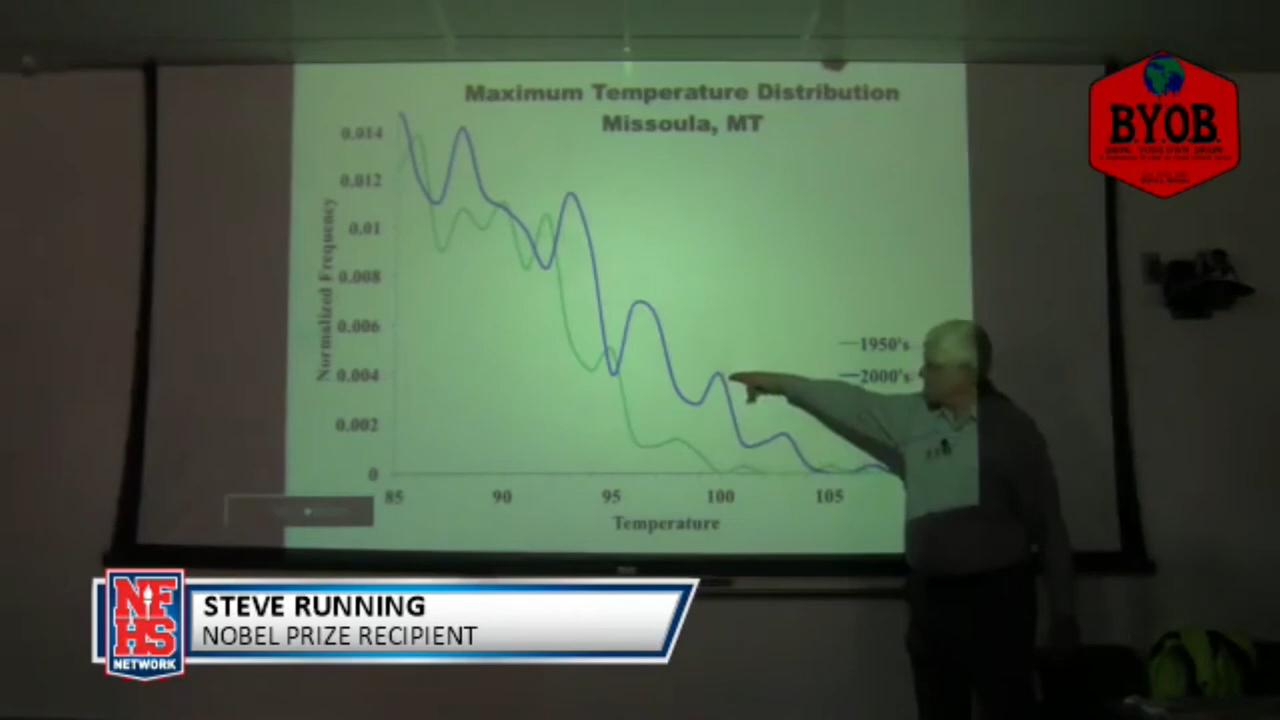 Maximum Temperature Distribution
Missoula, MT
0.014
0.012
0.01
0.008
0.006
0.004
0.002
0
Normalized Frequency
85 90 95 100 105
Temperature
1950's
2000's
B.Y.O.B.
NFHS
NETWORK
STEVE RUNNING
NOBEL PRIZE RECIPIENT